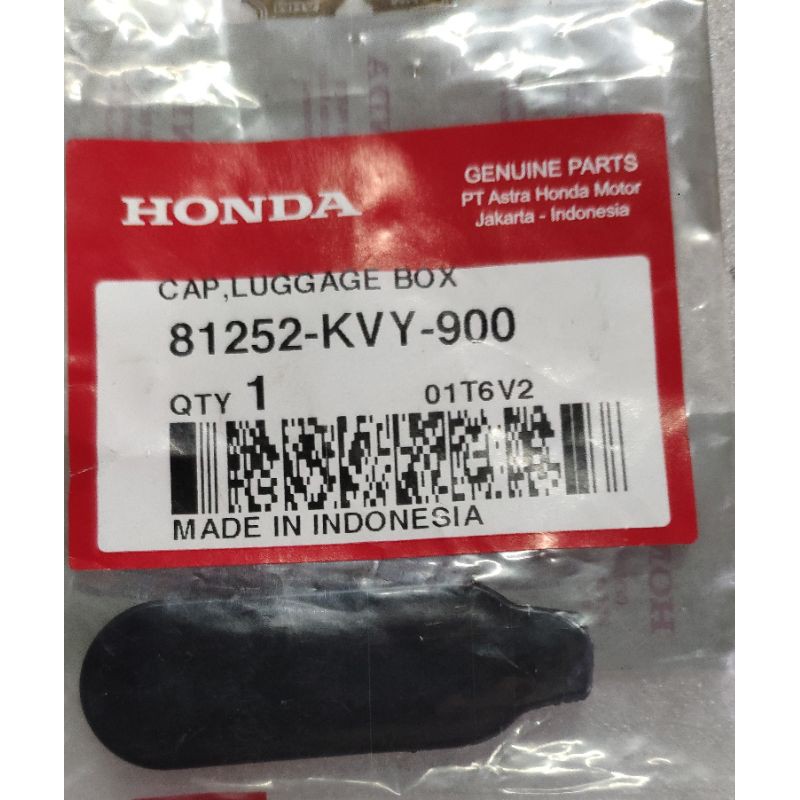 HONDA
GENUINE PARTS
PT Astra Honda Motor
Jakarta - Indonesia
CAP,LUGGAGE BOX
81252-KVY-900
QTY 1 01T6V2
MADE IN INDONESIA